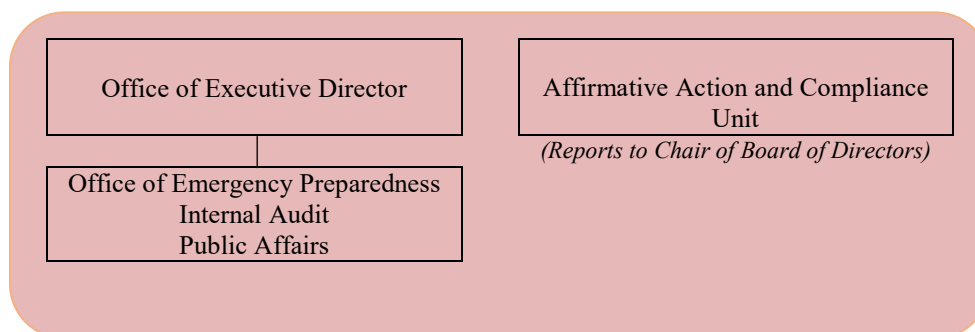 Office of Executive Director
Office of Emergency Preparedness
Internal Audit
Public Affairs
Affirmative Action and Compliance
Unit
(Reports to Chair of Board of Directors)